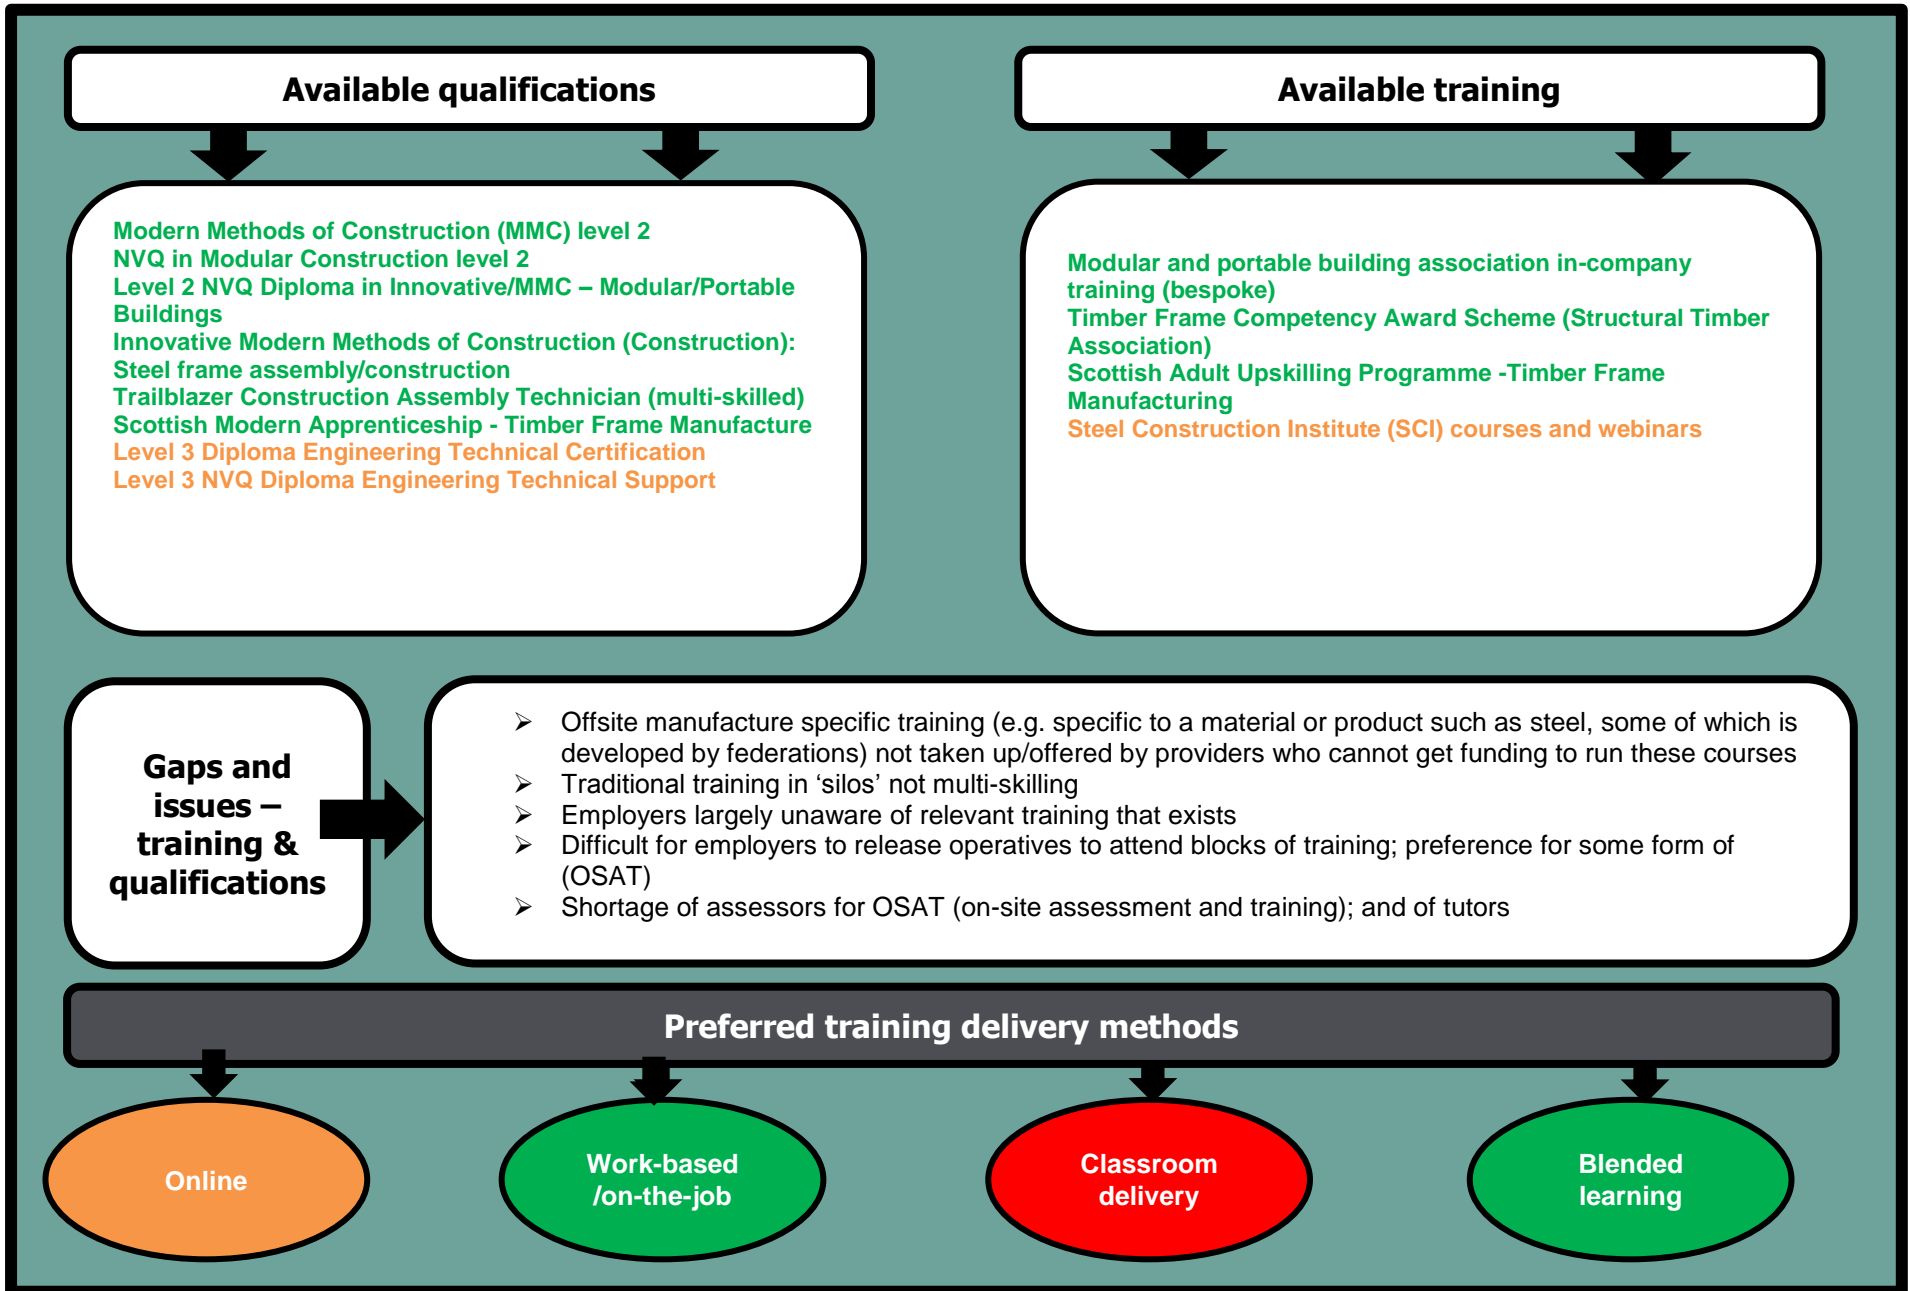 Available qualifications
Available training
Modern Methods of Construction (MMC) level 2
NVQ in Modular Construction level 2
Level 2 NVQ Diploma in Innovative/MMC – Modular/Portable
Buildings
Innovative Modern Methods of Construction (Construction):
Steel frame assembly/construction
Trailblazer Construction Assembly Technician (multi-skilled)
Scottish Modern Apprenticeship - Timber Frame Manufacture
Level 3 Diploma Engineering Technical Certification
Level 3 NVQ Diploma Engineering Technical Support
Modular and portable building association in-company
training (bespoke)
Timber Frame Competency Award Scheme (Structural Timber
Association)
Scottish Adult Upskilling Programme -Timber Frame
Manufacturing
Steel Construction Institute (SCI) courses and webinars
Gaps and
issues –
training &
qualifications
➢ Offsite manufacture specific training (e.g. specific to a material or product such as steel, some of which is
developed by federations) not taken up/offered by providers who cannot get funding to run these courses
➢ Traditional training in ‘silos’ not multi-skilling
➢ Employers largely unaware of relevant training that exists
➢ Difficult for employers to release operatives to attend blocks of training; preference for some form of
(OSAT)
➢ Shortage of assessors for OSAT (on-site assessment and training); and of tutors
Preferred training delivery methods
Online
Work-based
/on-the-job
Classroom
delivery
Blended
learning